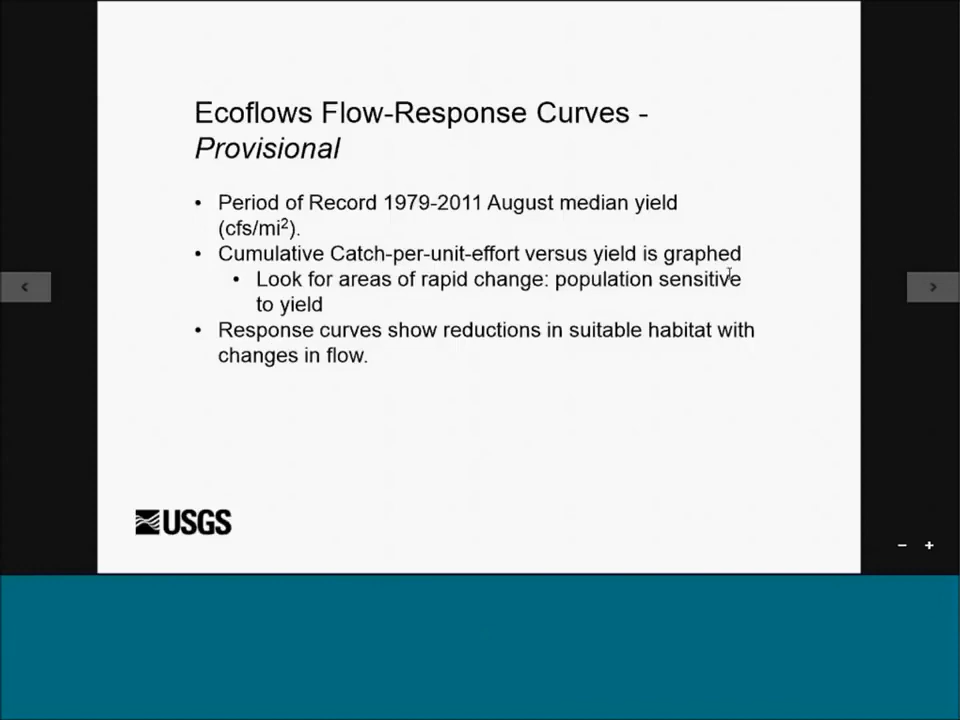 Ecoflows Flow-Response Curves -
Provisional
• Period of Record 1979-2011 August median yield
(cfs/mi²).
• Cumulative Catch-per-unit-effort versus yield is graphed
• Look for areas of rapid change: population sensitive
to yield
• Response curves show reductions in suitable habitat with
changes in flow.
USGS